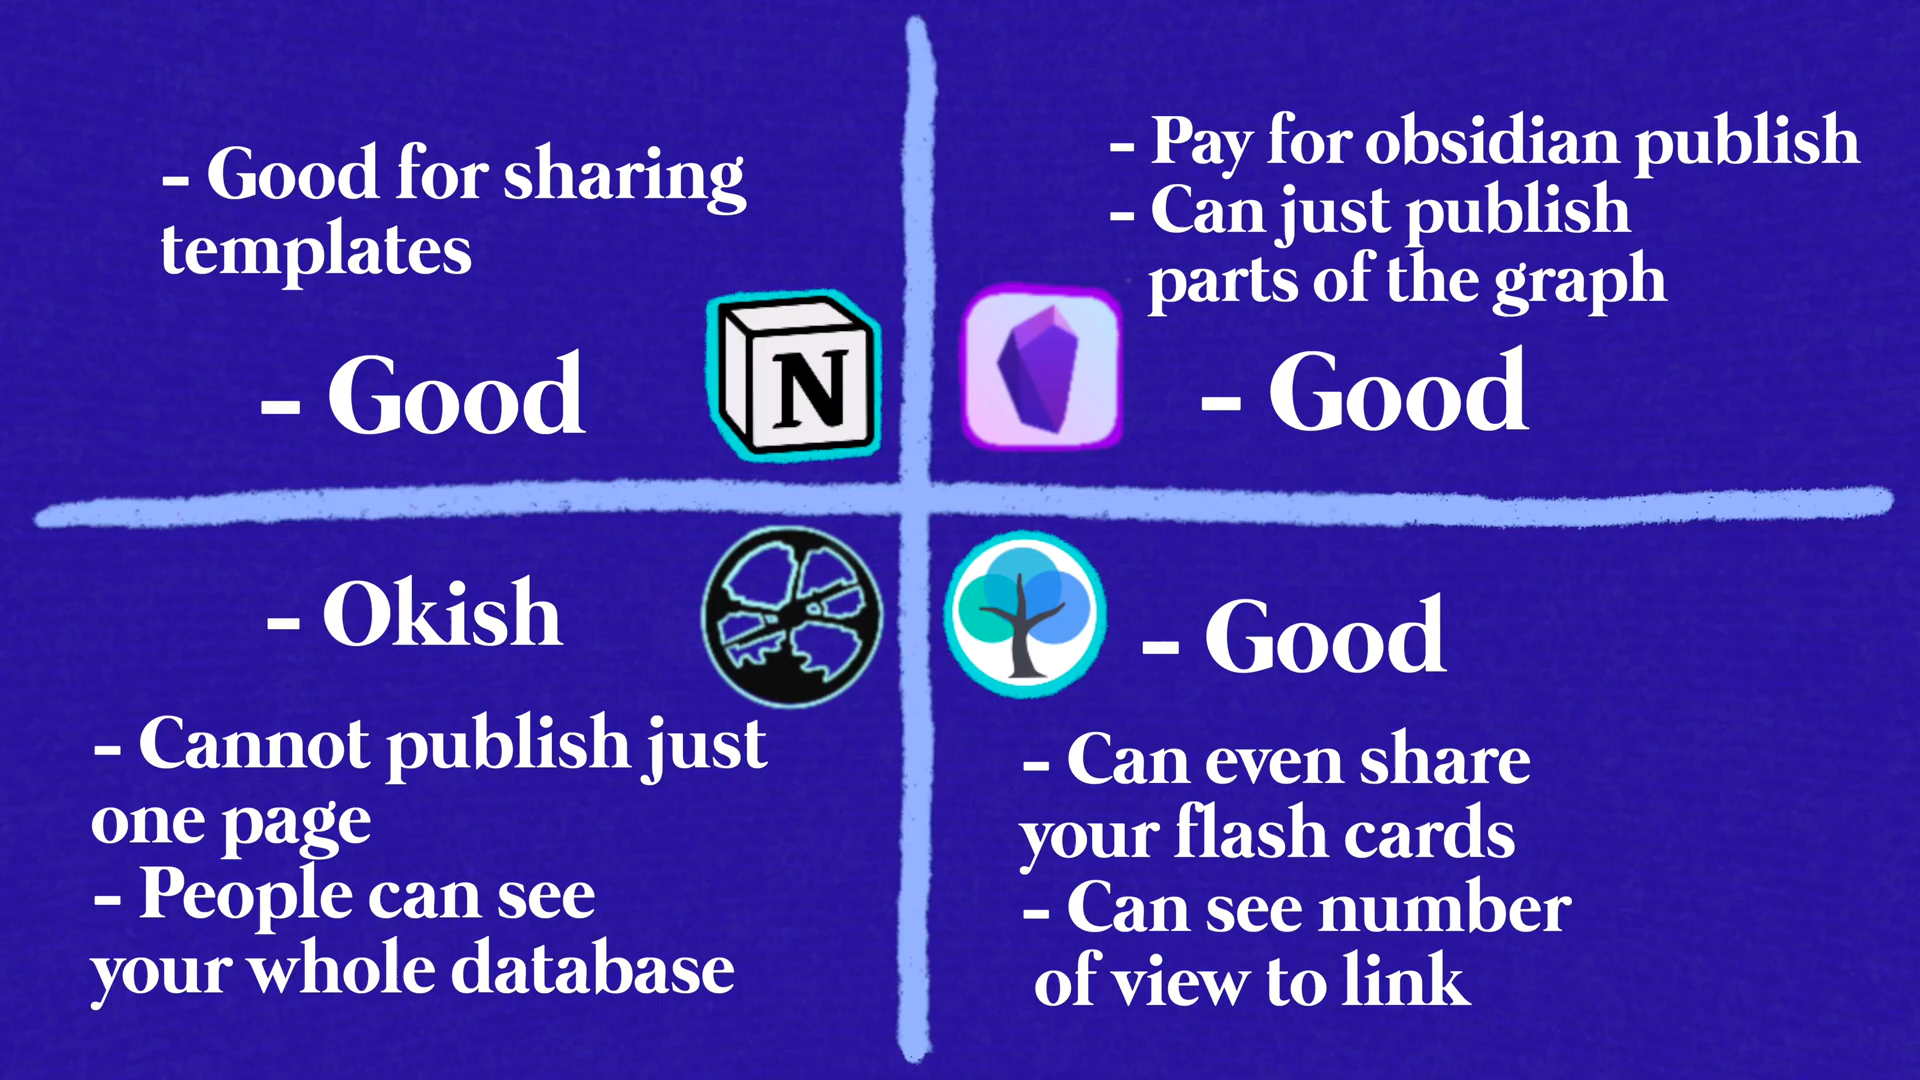 - Good for sharing
templates
- Good
N
- Pay for obsidian publish
- Can just publish
parts of the graph
- Good
- Okish
- Cannot publish just
one page
- People can see
your whole database
- Good
- Can even share
your flash cards
- Can see number
of view to link